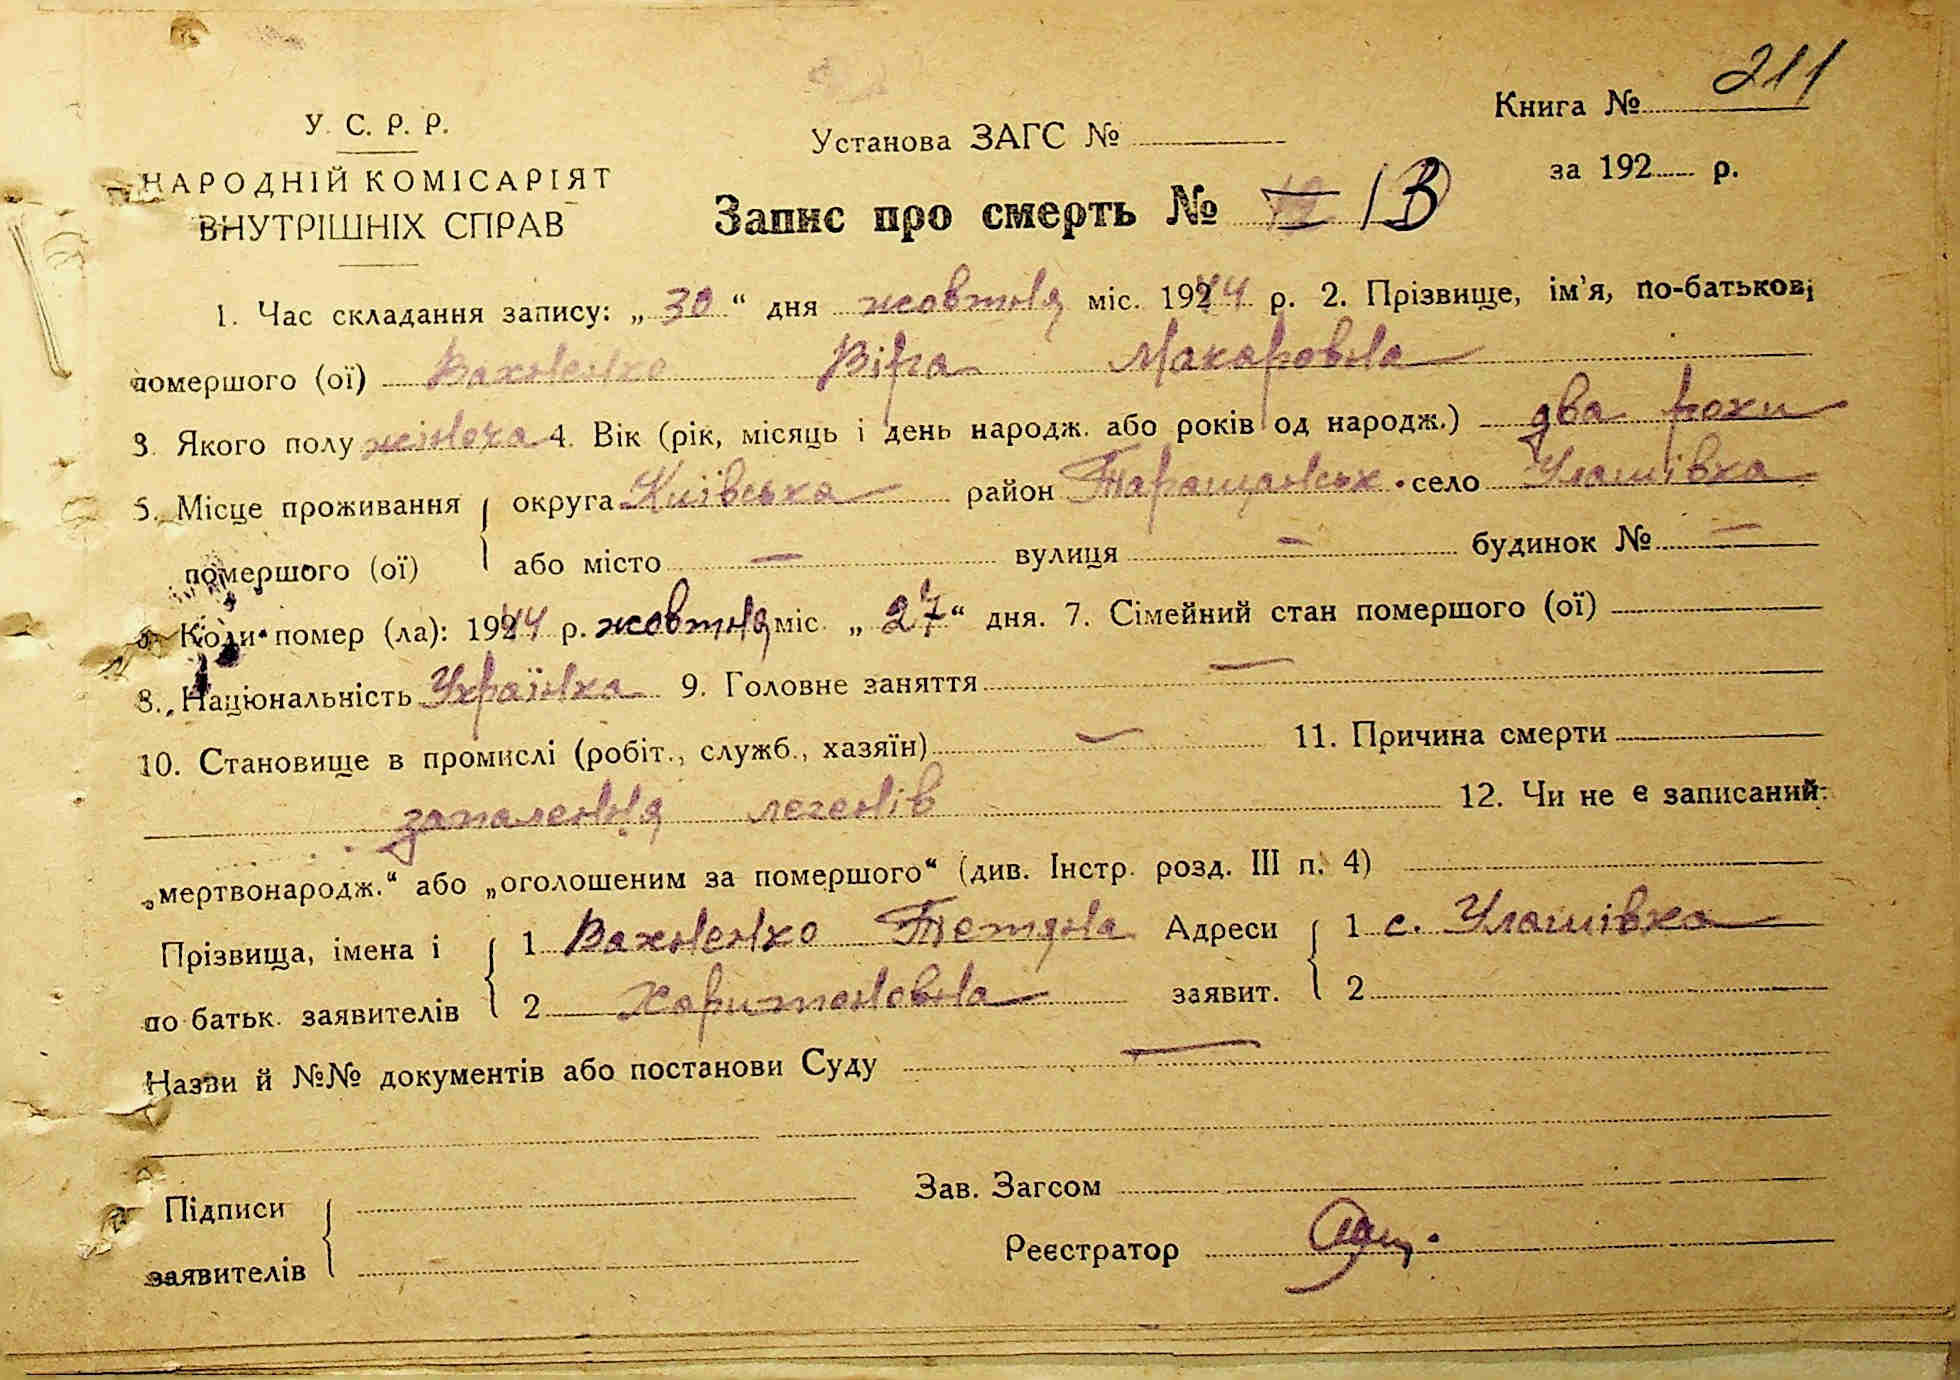 211
Книга №
У. С. Р. Р.
Установа ЗАГС №
за 192 р.
НАРОДНІЙ КОМІСАРІЯТ
ВНУТРІШНІХ СПРАВ
Запис про смерть № 13
1. Час складання запису: „30“ дня жовтня міс. 1944 р. 2. Прізвище, ім'я, по-батькові
помершого (ої) Вахненко Віра Макаровна
3. Якого полу жіноча 4. Вік (рік, місяць і день народж. або років од народж.) два роки
5. Місце проживання округа Київська район Таращанськ. село Улашівка
помершого (ої) або місто — вулиця — будинок № —
6. Коли помер (ла): 1944 р. жовтня міс. „27“ дня. 7. Сімейний стан помершого (ої)
8. Національність Українка 9. Головне заняття —
10. Становище в промислі (робіт., служб., хазяїн) — 11. Причина смерти
запалення легенів 12. Чи не є записаний:
„мертвонародж.“ або „оголошеним за помершого“ (див. Інстр. розд. III п. 4)
Прізвища, імена і 1 Вахненко Тетяна Адреси 1 с. Улашівка
по батьк. заявителів 2 Харитоновна заявит. 2
Назви й №№ документів або постанови Суду —
Зав. Загсом
Підписи
Реєстратор
заявителів